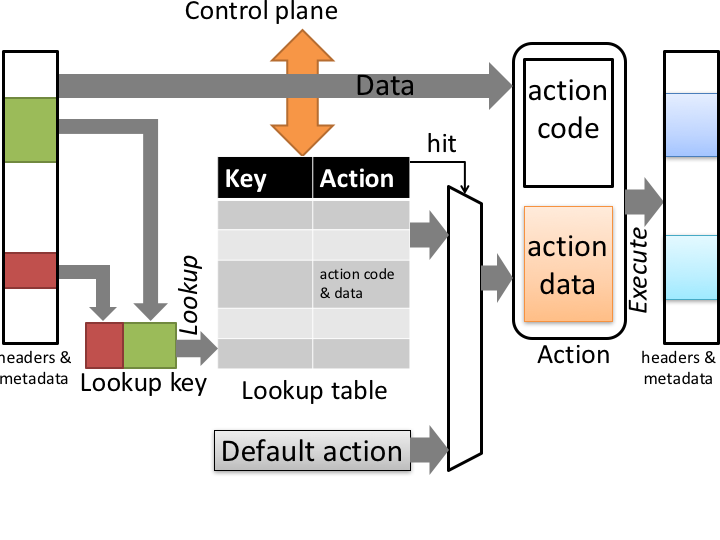 Control plane
Data
hit
Key Action
action code
& data
Lookup
action
code
action
data
Execute
Action
headers &
metadata
Lookup key
Lookup table
headers &
metadata
Default action